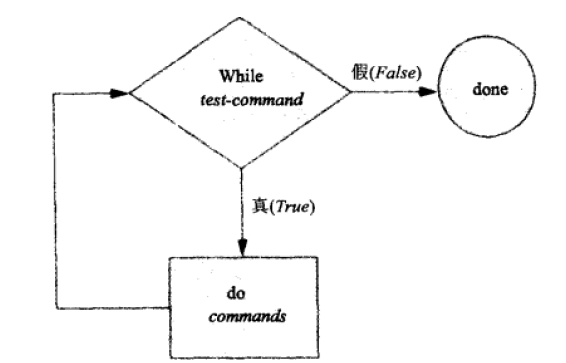 While
test-command
假(False)
done
真(True)
do
commands